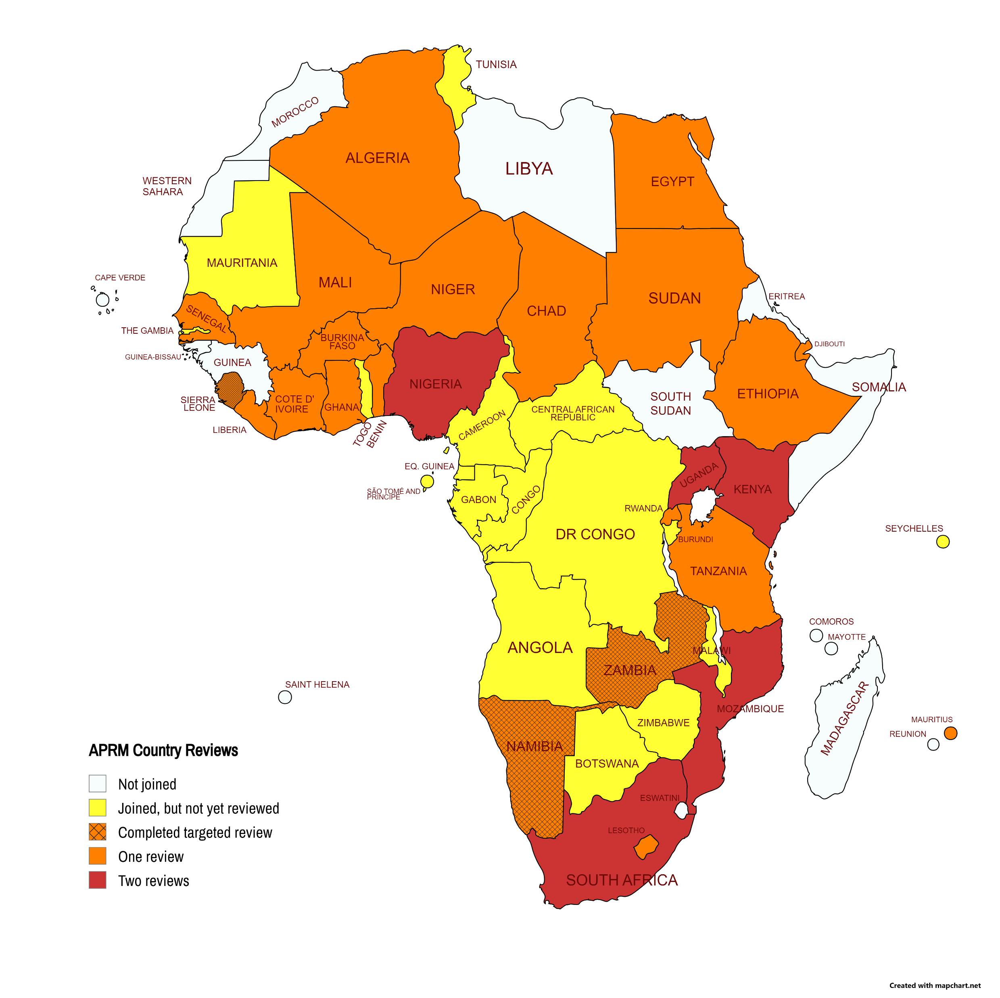 TUNISIA
MOROCCO
ALGERIA
LIBYA
EGYPT
WESTERN
SAHARA
MAURITANIA
CAPE VERDE
MALI
NIGER
CHAD
SUDAN
ERITREA
SENEGAL
THE GAMBIA
BURKINA
FASO
DJIBOUTI
GUINEA-BISSAU
GUINEA
NIGERIA
SOMALIA
ETHIOPIA
SOUTH
SUDAN
SIERRA
LEONE
COTE D'
IVOIRE
GHANA
CENTRAL AFRICAN
REPUBLIC
CAMEROON
LIBERIA
TOGO
BENIN
EQ. GUINEA
UGANDA
KENYA
SÃO TOMÉ AND
PRÍNCIPE
GABON
CONGO
RWANDA
DR CONGO
SEYCHELLES
BURUNDI
TANZANIA
COMOROS
MAYOTTE
ANGOLA
MALAWI
ZAMBIA
SAINT HELENA
MOZAMBIQUE
MADAGASCAR
ZIMBABWE
MAURITIUS
REUNION
NAMIBIA
BOTSWANA
ESWATINI
LESOTHO
SOUTH AFRICA
APRM Country Reviews
Not joined
Joined, but not yet reviewed
Completed targeted review
One review
Two reviews
Created with mapchart.net